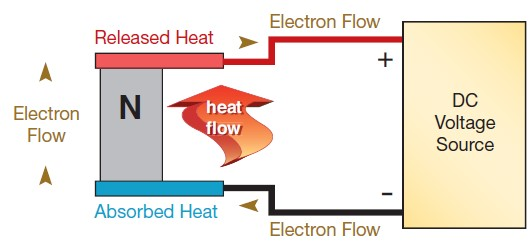 Electron Flow
Released Heat
+
DC
Voltage
Source
N
heat
flow
Electron
Flow
–
Absorbed Heat
Electron Flow